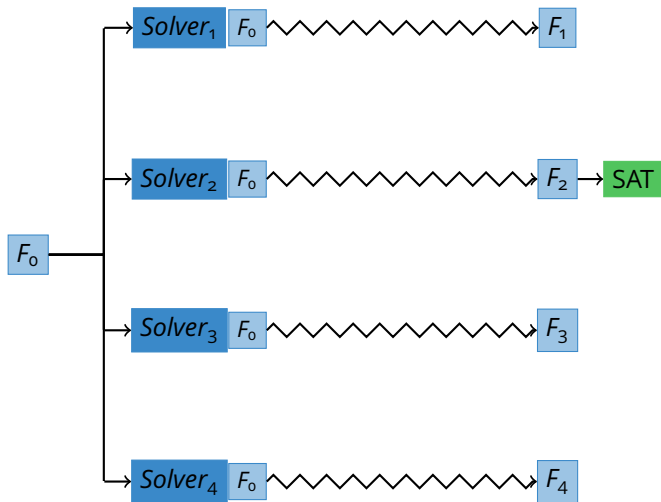 Solver₁ F₀ F₁
Solver₂ F₀ F₂ SAT
F₀
Solver₃ F₀ F₃
Solver₄ F₀ F₄